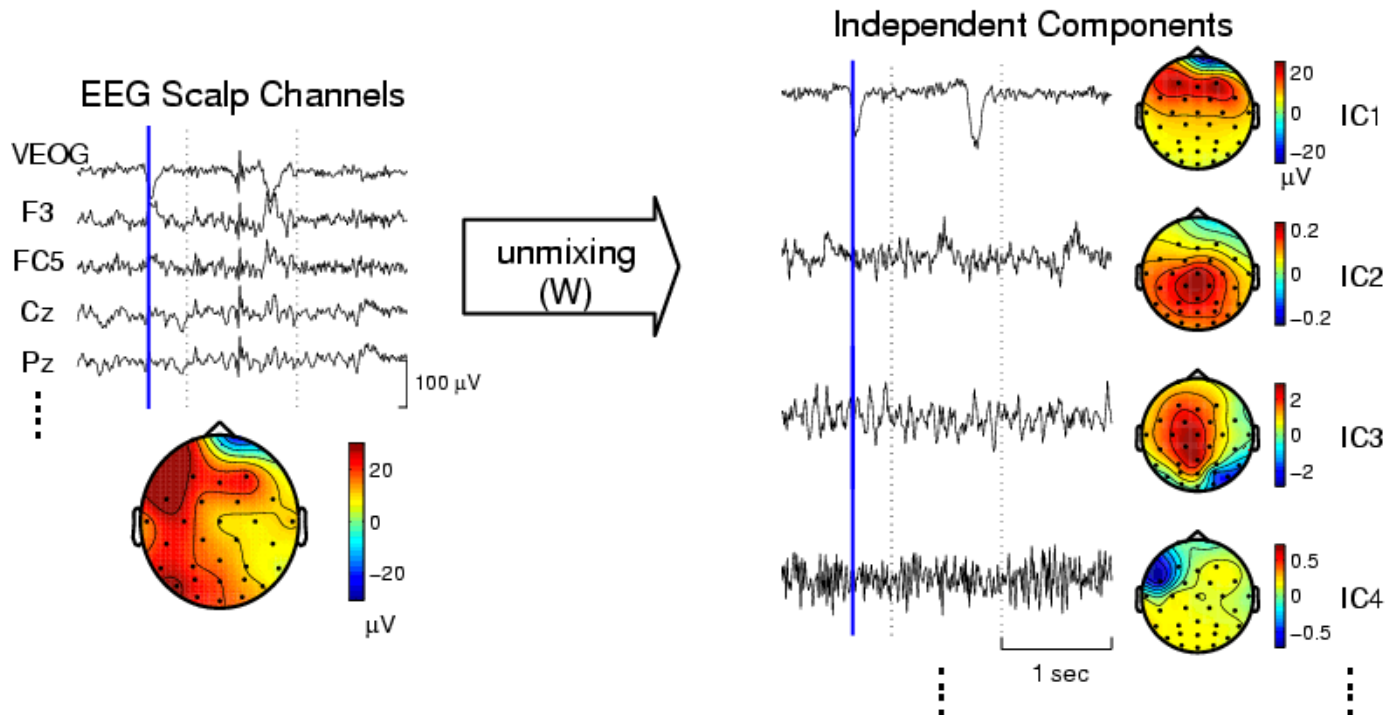 Independent Components
EEG Scalp Channels
VEOG
F3
FC5
Cz
Pz
100 µV
20
0
−20
µV
unmixing
(W)
20
0
−20
µV
IC1
0.2
0
−0.2
IC2
2
0
−2
IC3
0.5
0
−0.5
IC4
1 sec